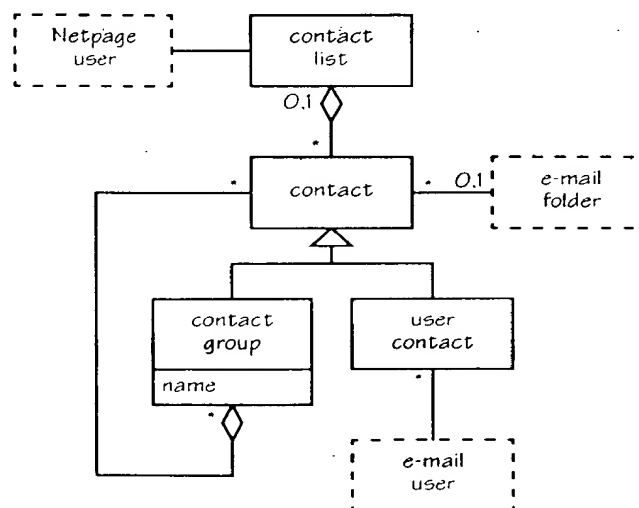 Netpage
user
contact
list
0,1
*
*
contact
*
0,1
e-mail
folder
contact
group
name
*
user
contact
*
e-mail
user